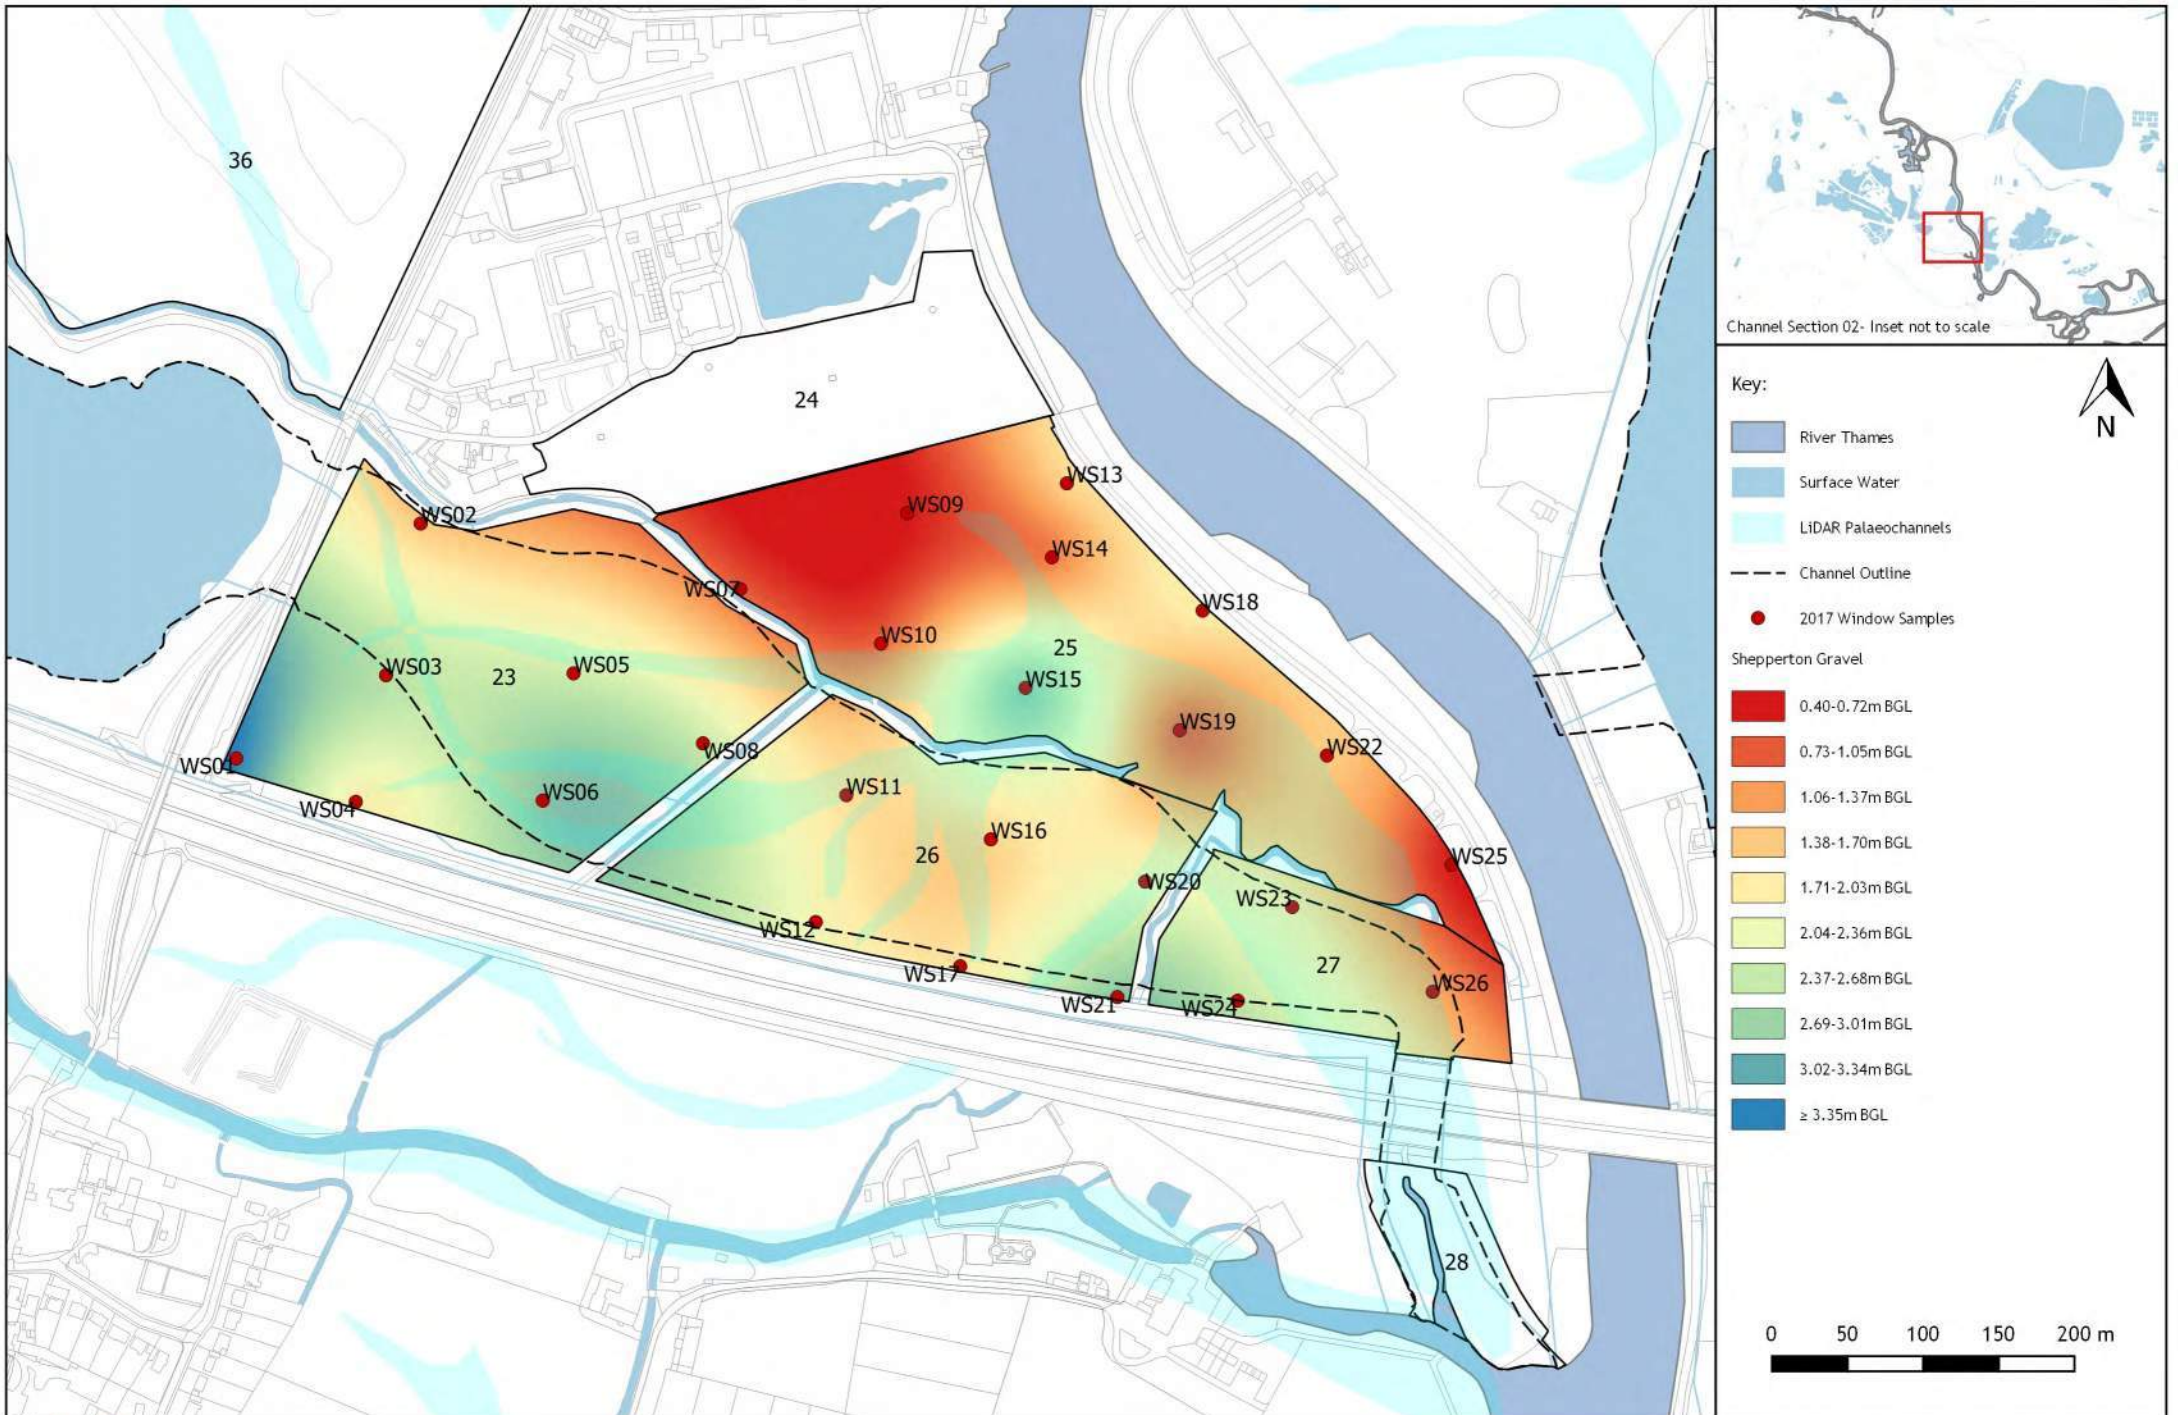 36
24
WS13
WS09
WS02
WS14
WS07
WS18
WS10
25
WS03
WS05
23
WS15
WS19
WS22
WS08
WS01
WS06
WS11
WS04
WS16
26
WS25
WS20
WS23
WS12
27
WS17
WS26
WS21
WS24
28
Channel Section 02- Inset not to scale
Key:
N
River Thames
Surface Water
LiDAR Palaeochannels
Channel Outline
2017 Window Samples
Shepperton Gravel
0.40-0.72m BGL
0.73-1.05m BGL
1.06-1.37m BGL
1.38-1.70m BGL
1.71-2.03m BGL
2.04-2.36m BGL
2.37-2.68m BGL
2.69-3.01m BGL
3.02-3.34m BGL
≥ 3.35m BGL
0 50 100 150 200 m